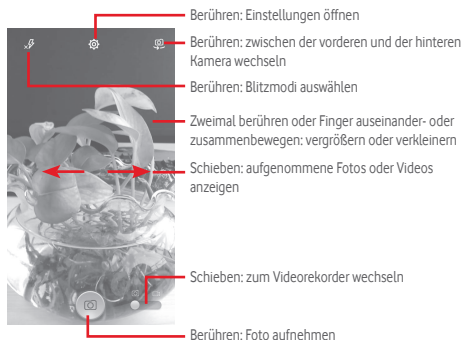 Berühren: Einstellungen öffnen
Berühren: zwischen der vorderen und der hinteren
Kamera wechseln
Berühren: Blitzmodi auswählen
Zweimal berühren oder Finger auseinander- oder
zusammenbewegen: vergrößern oder verkleinern
Schieben: aufgenommene Fotos oder Videos
anzeigen
Schieben: zum Videorekorder wechseln
Berühren: Foto aufnehmen